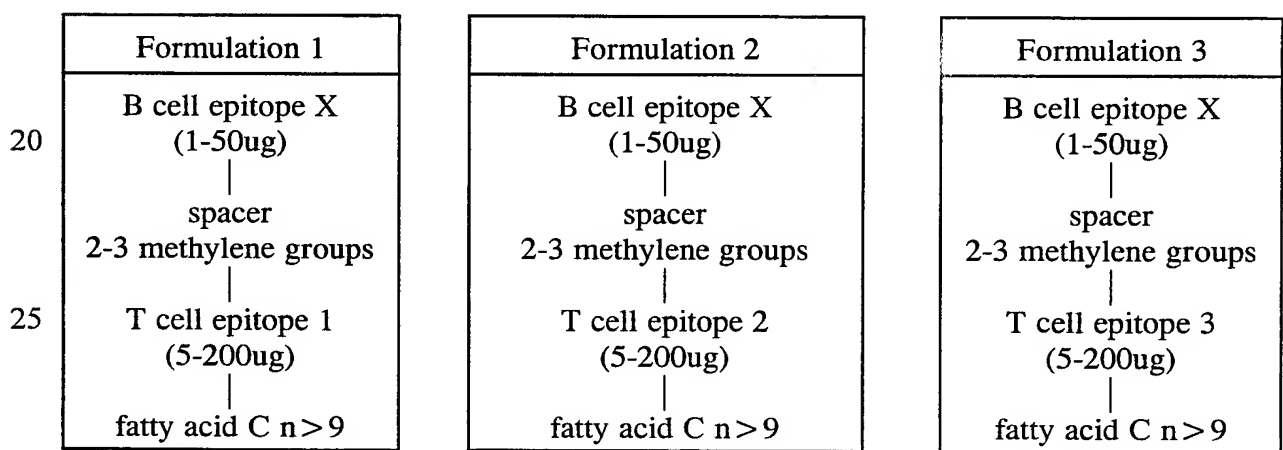 Formulation 1
B cell epitope X
(1-50ug)
spacer
2-3 methylene groups
T cell epitope 1
(5-200ug)
fatty acid C n>9
Formulation 2
B cell epitope X
(1-50ug)
spacer
2-3 methylene groups
T cell epitope 2
(5-200ug)
fatty acid C n>9
Formulation 3
B cell epitope X
(1-50ug)
spacer
2-3 methylene groups
T cell epitope 3
(5-200ug)
fatty acid C n>9
20
25